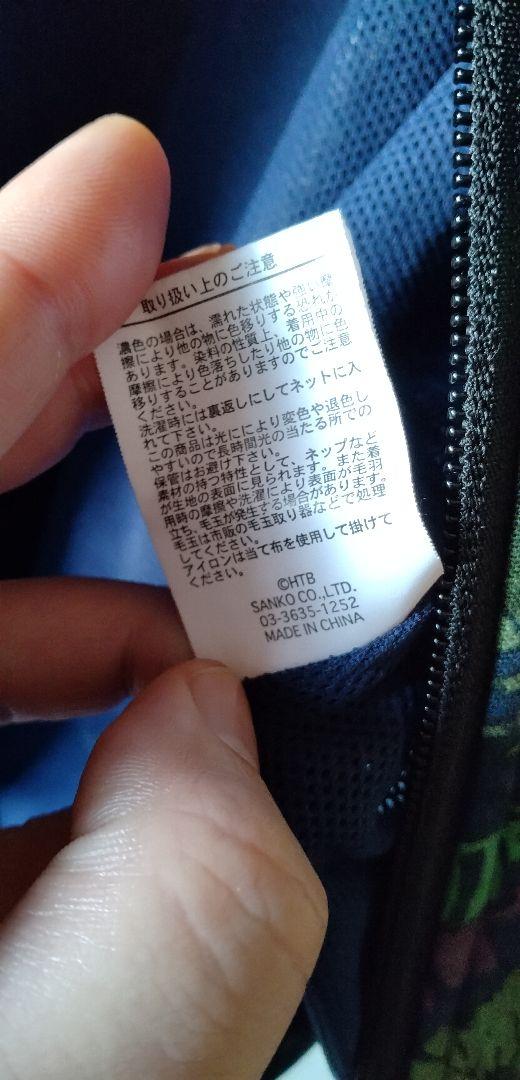 取り扱い上のご注意
濃色の場合は、濡れた状態や強い摩
擦により他の物に色移りする恐れが
あります。染料の性質上、着用中の
摩擦により色落ちしたり他の物に色
移りすることがありますのでご注意
ください。
洗濯時には裏返しにしてネットに入
れて下さい。
この商品は光ににより変色や退色し
やすいので長時間光の当たる所での
保管はお避け下さい。
素材の持つ特性として、ネップなど
が生地の表面に見られます。また着
用時の摩擦や洗濯により表面が毛羽
立ち、毛玉が発生する場合があります。
毛玉は市販の毛玉取り器などで処理
してください。
アイロンは当て布を使用して掛けて
ください。
©HTB
SANKO CO.,LTD.
03-3635-1252
MADE IN CHINA